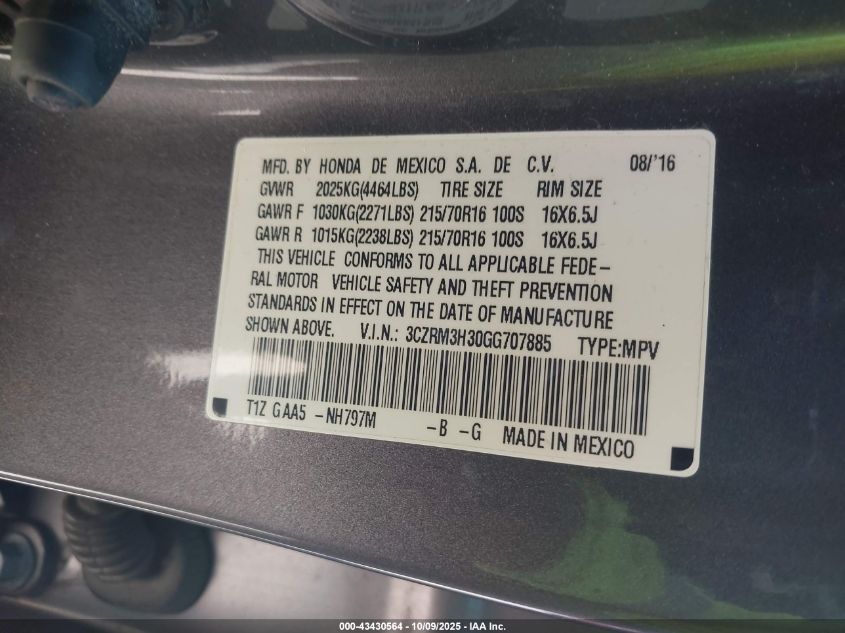 MFD. BY HONDA DE MEXICO S.A. DE C.V. 08/'16
GVWR 2025KG(4464LBS) TIRE SIZE RIM SIZE
GAWR F 1030KG(2271LBS) 215/70R16 100S 16X6.5J
GAWR R 1015KG(2238LBS) 215/70R16 100S 16X6.5J
THIS VEHICLE CONFORMS TO ALL APPLICABLE FEDE-
RAL MOTOR VEHICLE SAFETY AND THEFT PREVENTION
STANDARDS IN EFFECT ON THE DATE OF MANUFACTURE
SHOWN ABOVE. V.I.N.: 3CZRM3H30GG707885 TYPE:MPV
T1Z GAA5 -NH797M -B -G MADE IN MEXICO
000-43430564 - 10/09/2025 - IAA Inc.